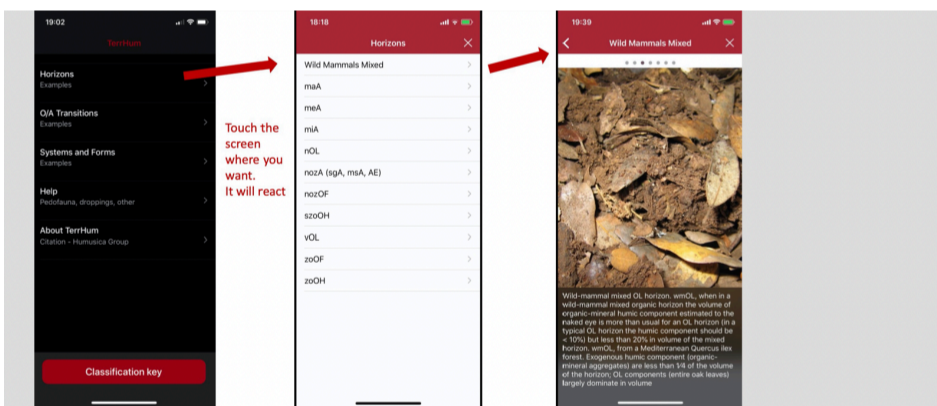 19:02
TerrHum
Horizons
Examples
O/A Transitions
Examples
Systems and Forms
Examples
Help
Pedofauna, droppings, other
About TerrHum
Citation - Humusica Group
Classification key
Touch the
screen
where you
want.
It will react
18:18
Horizons
Wild Mammals Mixed
maA
meA
miA
nOL
nozA (sgA, msA, AE)
nozOF
szoOH
vOL
zoOF
zoOH
19:39
Wild Mammals Mixed
Wild-mammal mixed OL horizon. wmOL, when in a
wild-mammal mixed organic horizon the volume of
organic-mineral humic component estimated to the
naked eye is more than usual for an OL horizon (in a
typical OL horizon the humic component should be
< 10%) but less than 20% in volume of the mixed
horizon. wmOL, from a Mediterranean Quercus ilex
forest. Exogenous humic component (organic-
mineral aggregates) are less than 1⁄4 of the volume
of the horizon; OL components (entire oak leaves)
largely dominate in volume